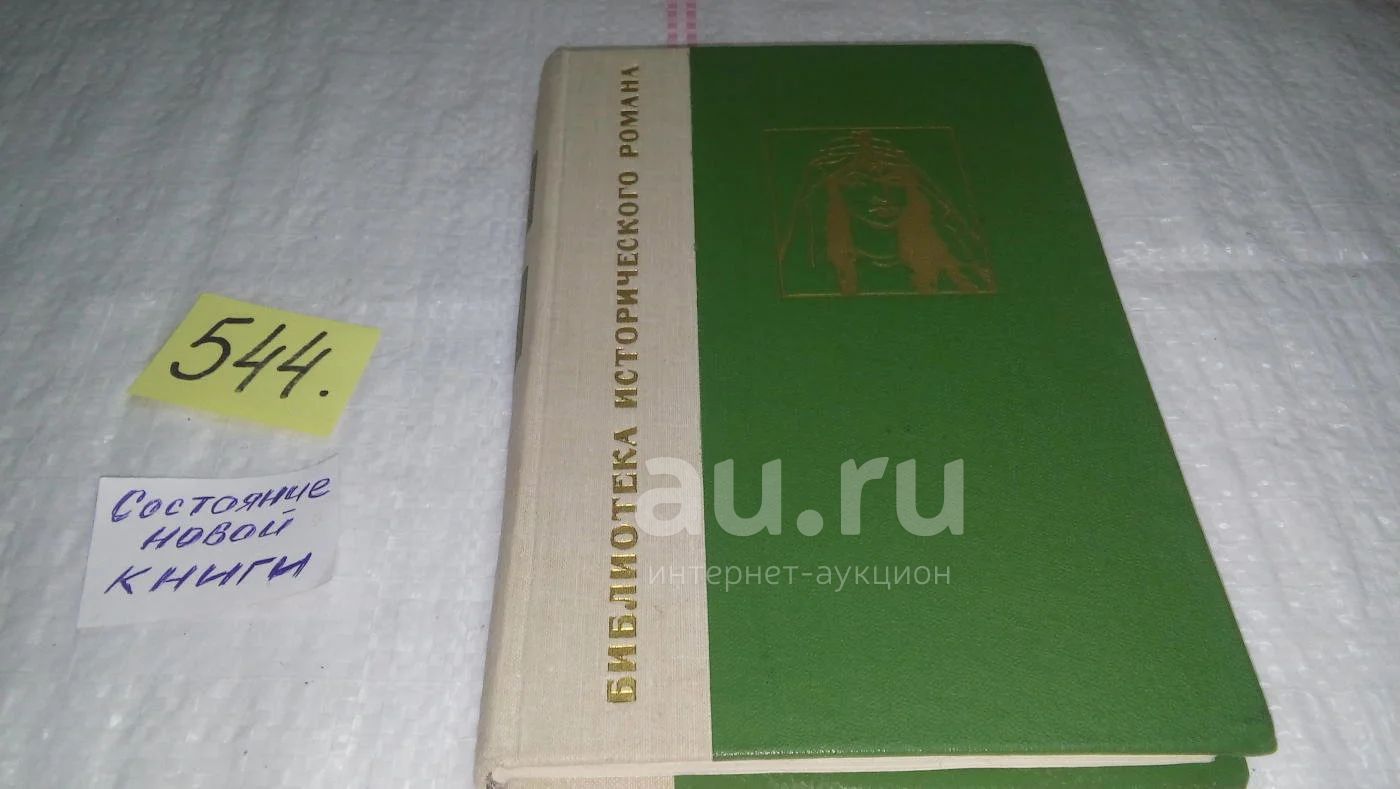 БИБЛИОТЕКА ИСТОРИЧЕСКОГО РОМАНА
544.
Состояние
новой
книги
au.ru
интернет-аукцион